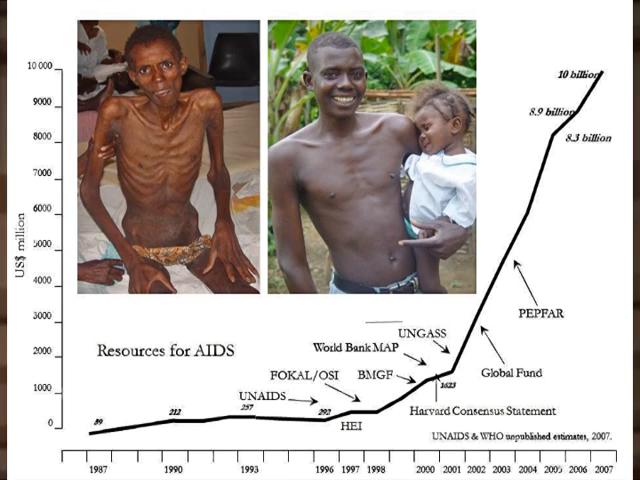 10 000
9000
8000
7000
6000
5000
4000
3000
2000
1000
0
US$ million
10 billion
8.9 billion
8.3 billion
PEPFAR
Global Fund
UNGASS
World Bank MAP
Resources for AIDS
FOKAL/OSI
BMGF
1623
UNAIDS
Harvard Consensus Statement
212
257
292
HEI
UNAIDS & WHO unpublished estimates, 2007.
1987 1990 1993 1996 1997 1998 2000 2001 2002 2003 2004 2005 2006 2007